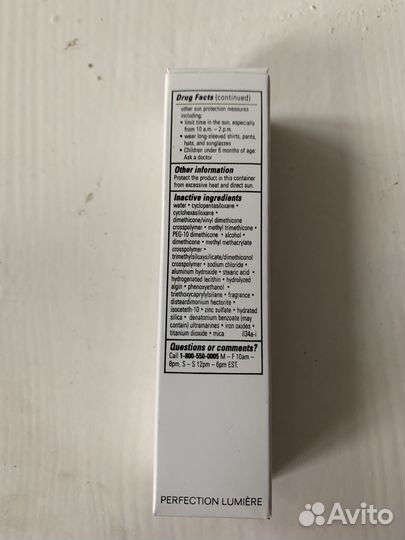 Drug Facts (continued)
other sun protection measures
including:
• limit time in the sun, especially
from 10 a.m. – 2 p.m.
• wear long-sleeved shirts, pants,
hats, and sunglasses
• Children under 6 months of age:
Ask a doctor
Other information
Protect the product in this container
from excessive heat and direct sun.
Inactive ingredients
water • cyclopentasiloxane •
cyclohexasiloxane •
dimethicone/vinyl dimethicone
crosspolymer • methyl trimethicone •
PEG-10 dimethicone • alcohol •
dimethicone • methyl methacrylate
crosspolymer •
trimethylsiloxysilicate/dimethiconol
crosspolymer • sodium chloride •
aluminum hydroxide • stearic acid •
hydrogenated lecithin • hydrolyzed
algin • phenoxyethanol •
triethoxycaprylylsilane • fragrance •
disteardimonium hectorite •
isoceteth-10 • zinc sulfate • hydrated
silica • denatonium benzoate (may
contain) ultramarines • iron oxides •
titanium dioxide • mica
Questions or comments?
Call 1-800-550-0005 M – F 10am –
8pm, S – S 12pm – 6pm EST.
PERFECTION LUMIÈRE
Avito